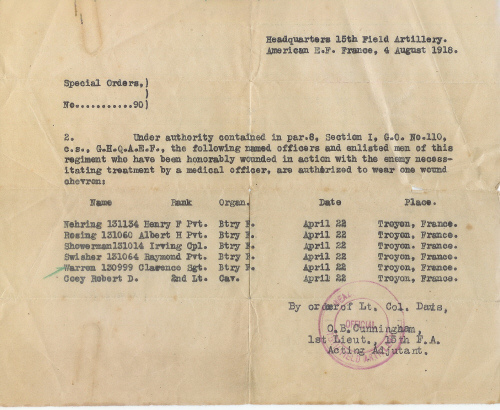 Headquarters 15th Field Artillery.
American E.F. France, 4 August 1918.
Special Orders,)
)
No...........90)
2. Under authority contained in par.8, Section I, G.O. No.110,
c.s., G.H.Q.A.E.F., the following named officers and enlisted men of this
regiment who have been honorably wounded in action with the enemy necess-
itating treatment by a medical officer, are authorized to wear one wound
chevron:
Name Rank Organ. Date Place.
Nehring 131134 Henry F Pvt. Btry F. April 22 Troyon, France.
Rosing 131060 Albert H Pvt. Btry F. April 22 Troyon, France.
Showerman131014 Irving Cpl. Btry F. April 22 Troyon, France.
Swisher 131064 Raymond Pvt. Btry F. April 22 Troyon, France.
Warren 130999 Clarence Sgt. Btry F. April 22 Troyon, France.
Coey Robert D. 2nd Lt. Cav. April 22 Troyon, France.
By order of Lt. Col. Davis,
O.B.Cunningham,
1st Lieut., 15th F.A.
Acting Adjutant.
OFFICIAL